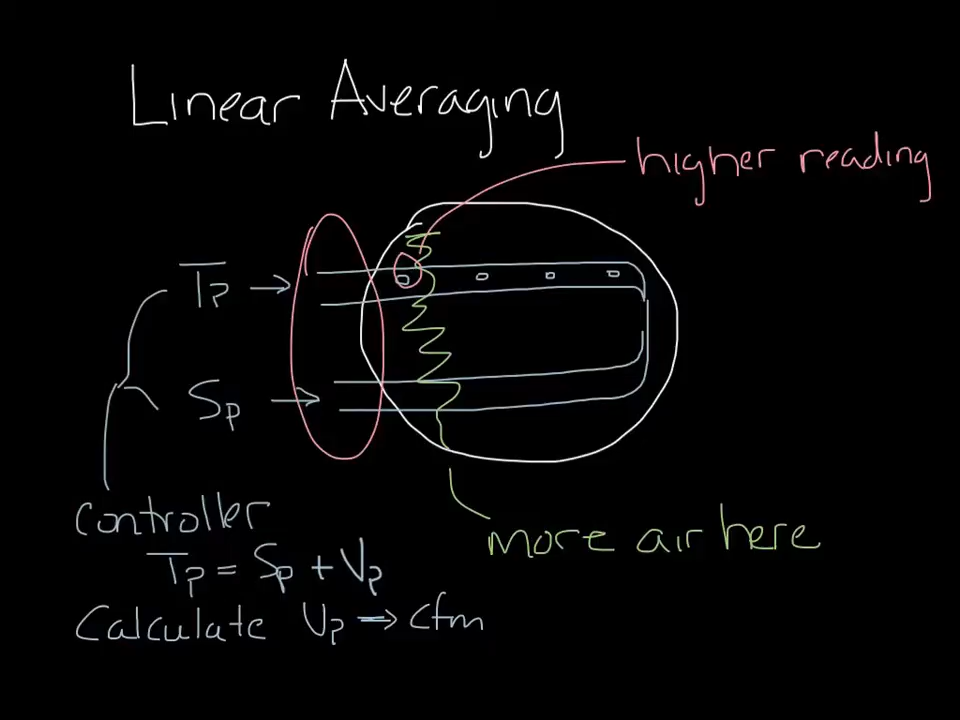 Linear Averaging
higher reading
Tp →
Sp →
controller
Tp = Sp + Vp
more air here
Calculate Vp → cfm